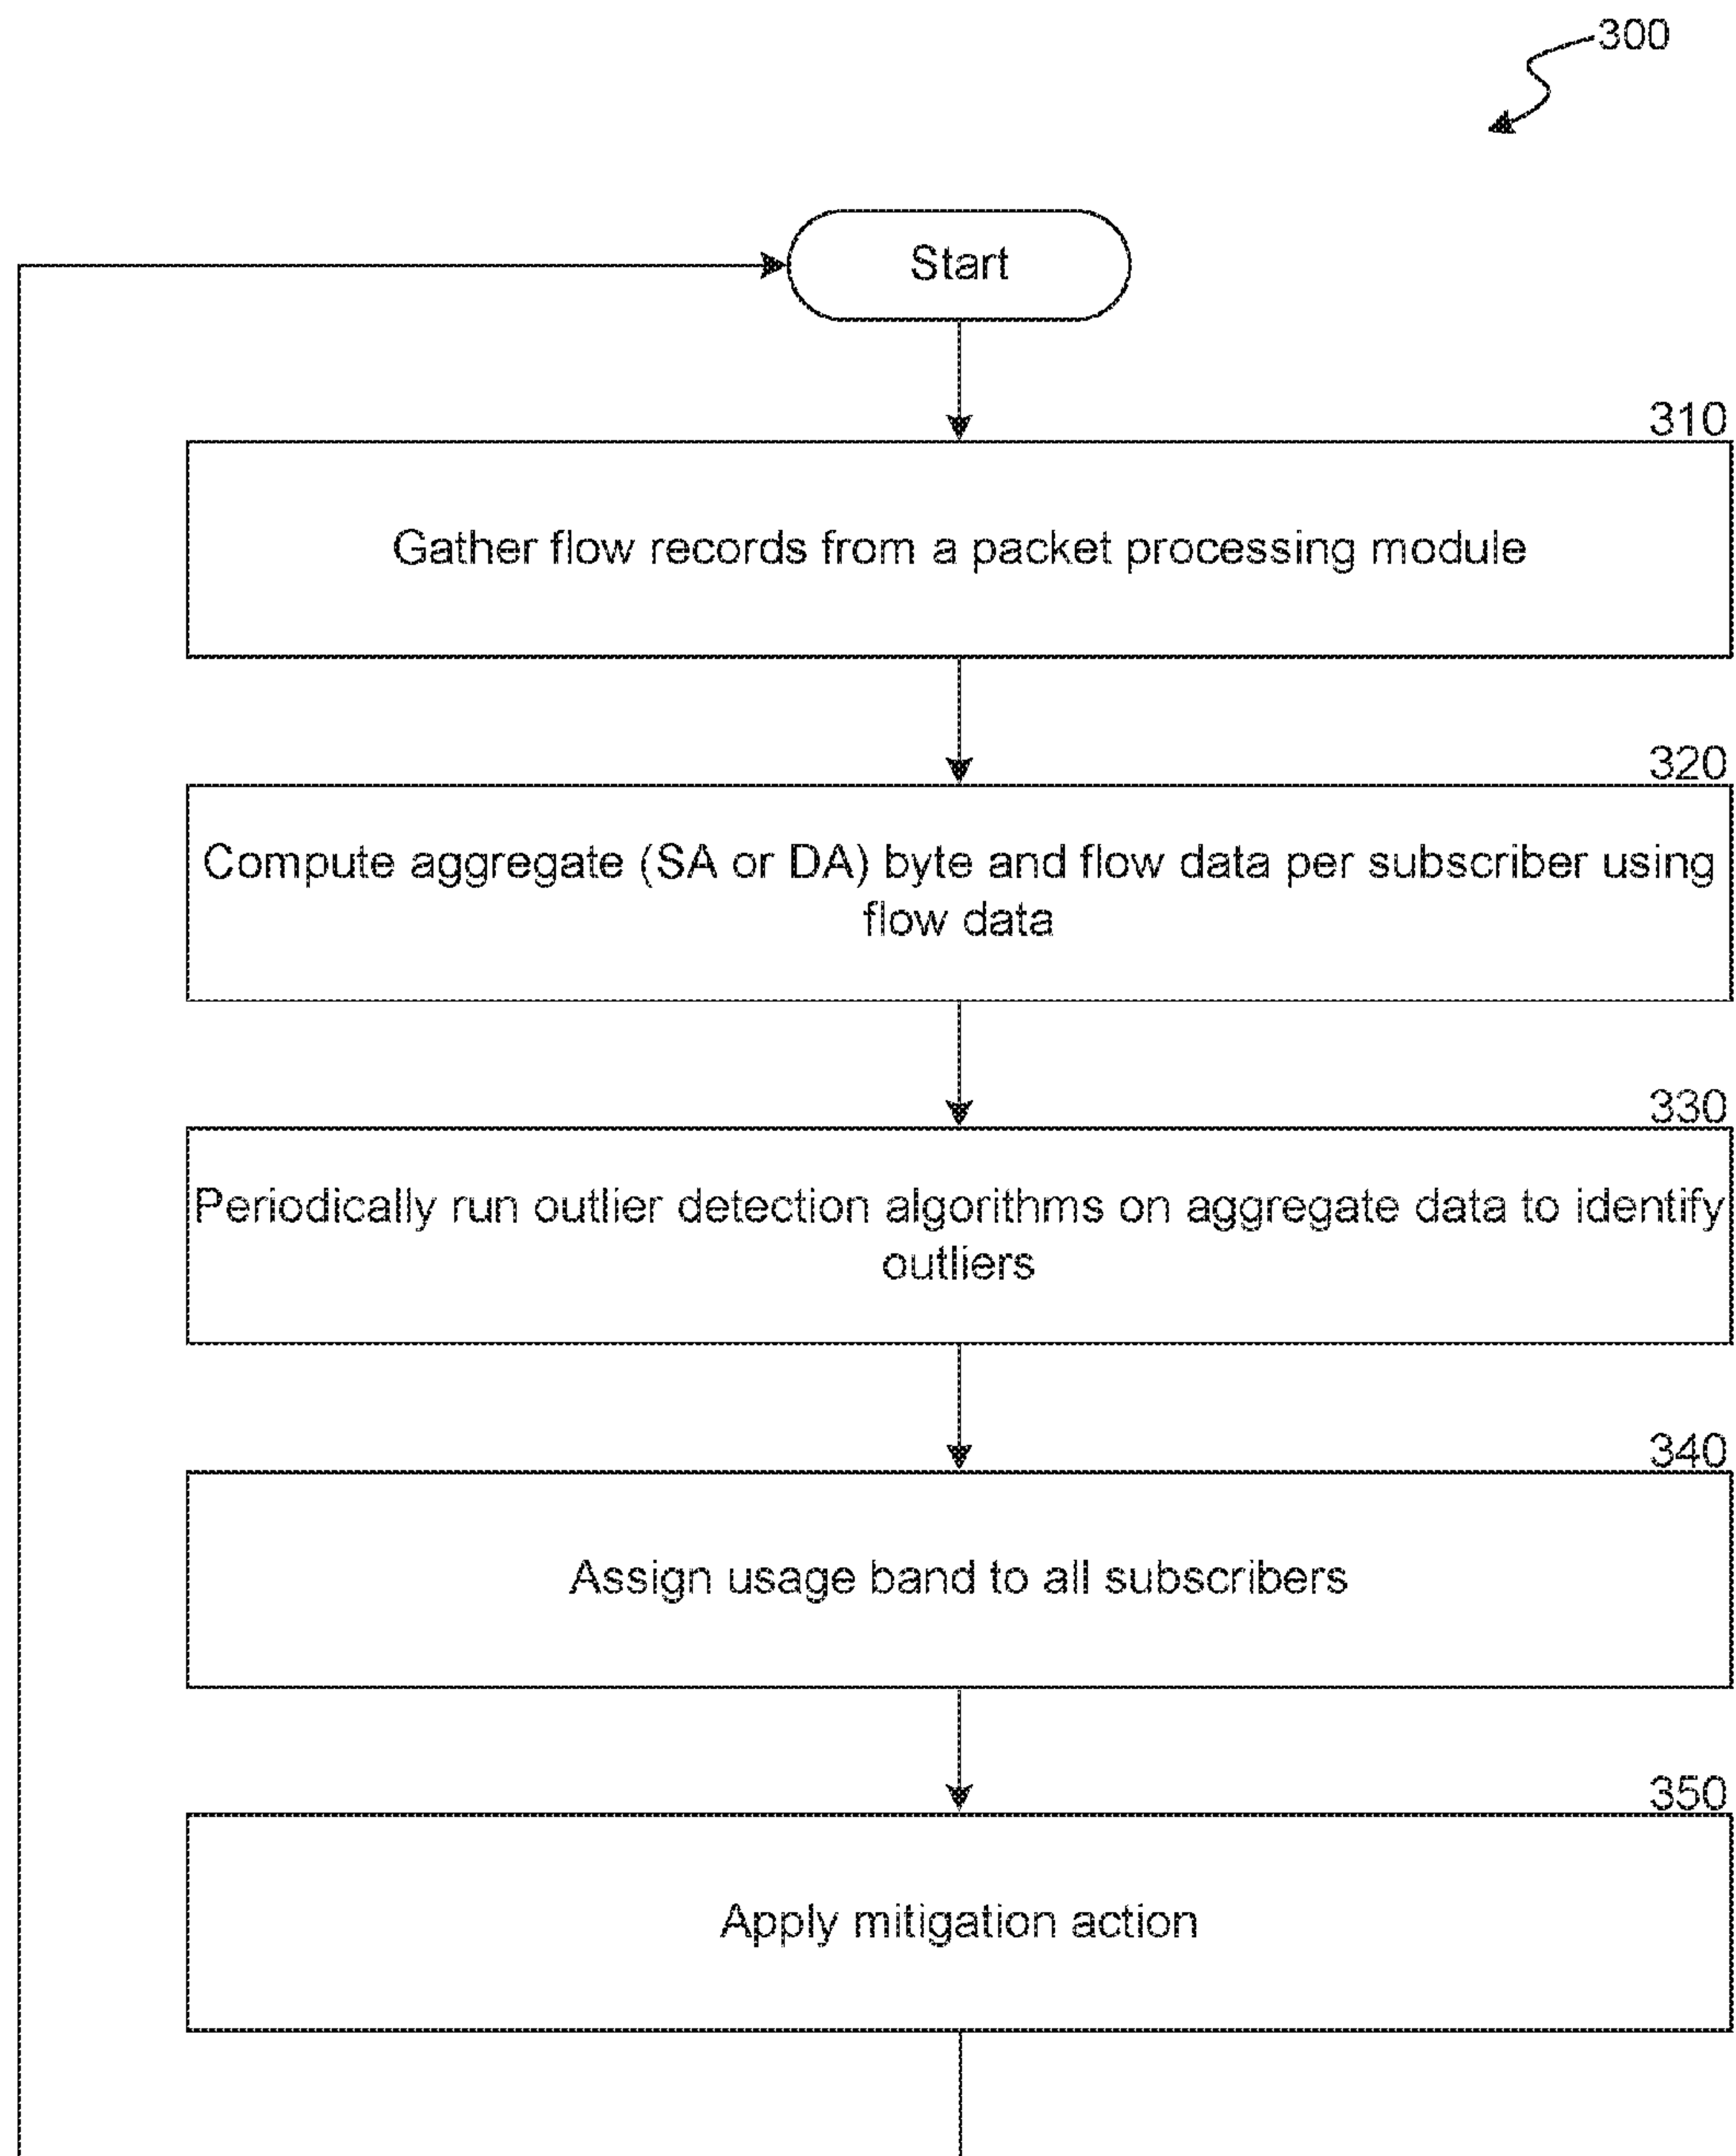 300
Start
310
Gather flow records from a packet processing module
320
Compute aggregate (SA or DA) byte and flow data per subscriber using
flow data
330
Periodically run outlier detection algorithms on aggregate data to identify
outliers
340
Assign usage band to all subscribers
350
Apply mitigation action